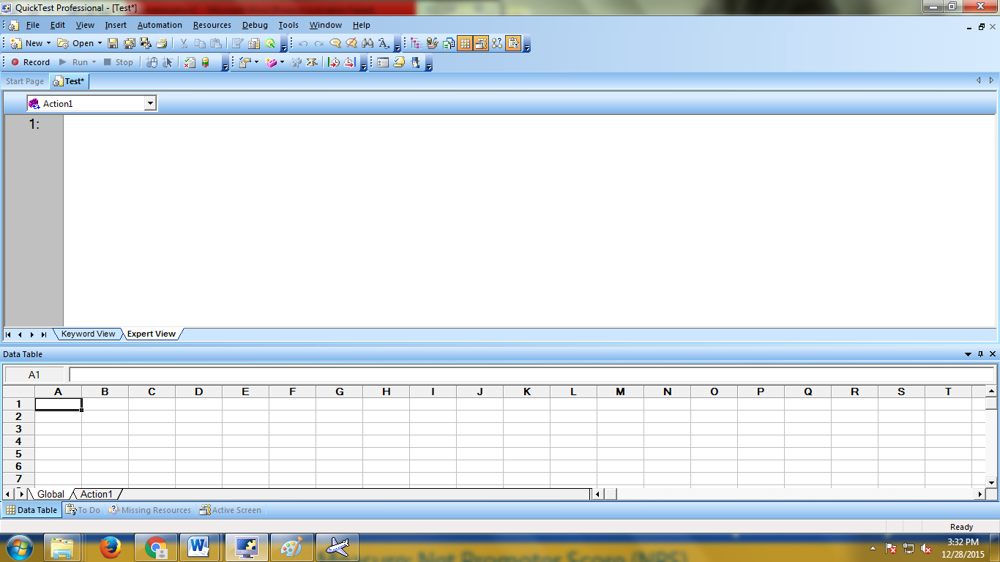 QuickTest Professional - [Test*]
File Edit View Insert Automation Resources Debug Tools Window Help
New Open
Record Run Stop
Start Page Test*
Action1
1:
Keyword View Expert View
Data Table
A1
A B C D E F G H I J K L M N O P Q R S T
1
2
3
4
5
6
7
Global Action1
Data Table To Do Missing Resources Active Screen
Ready
3:32 PM
12/28/2015